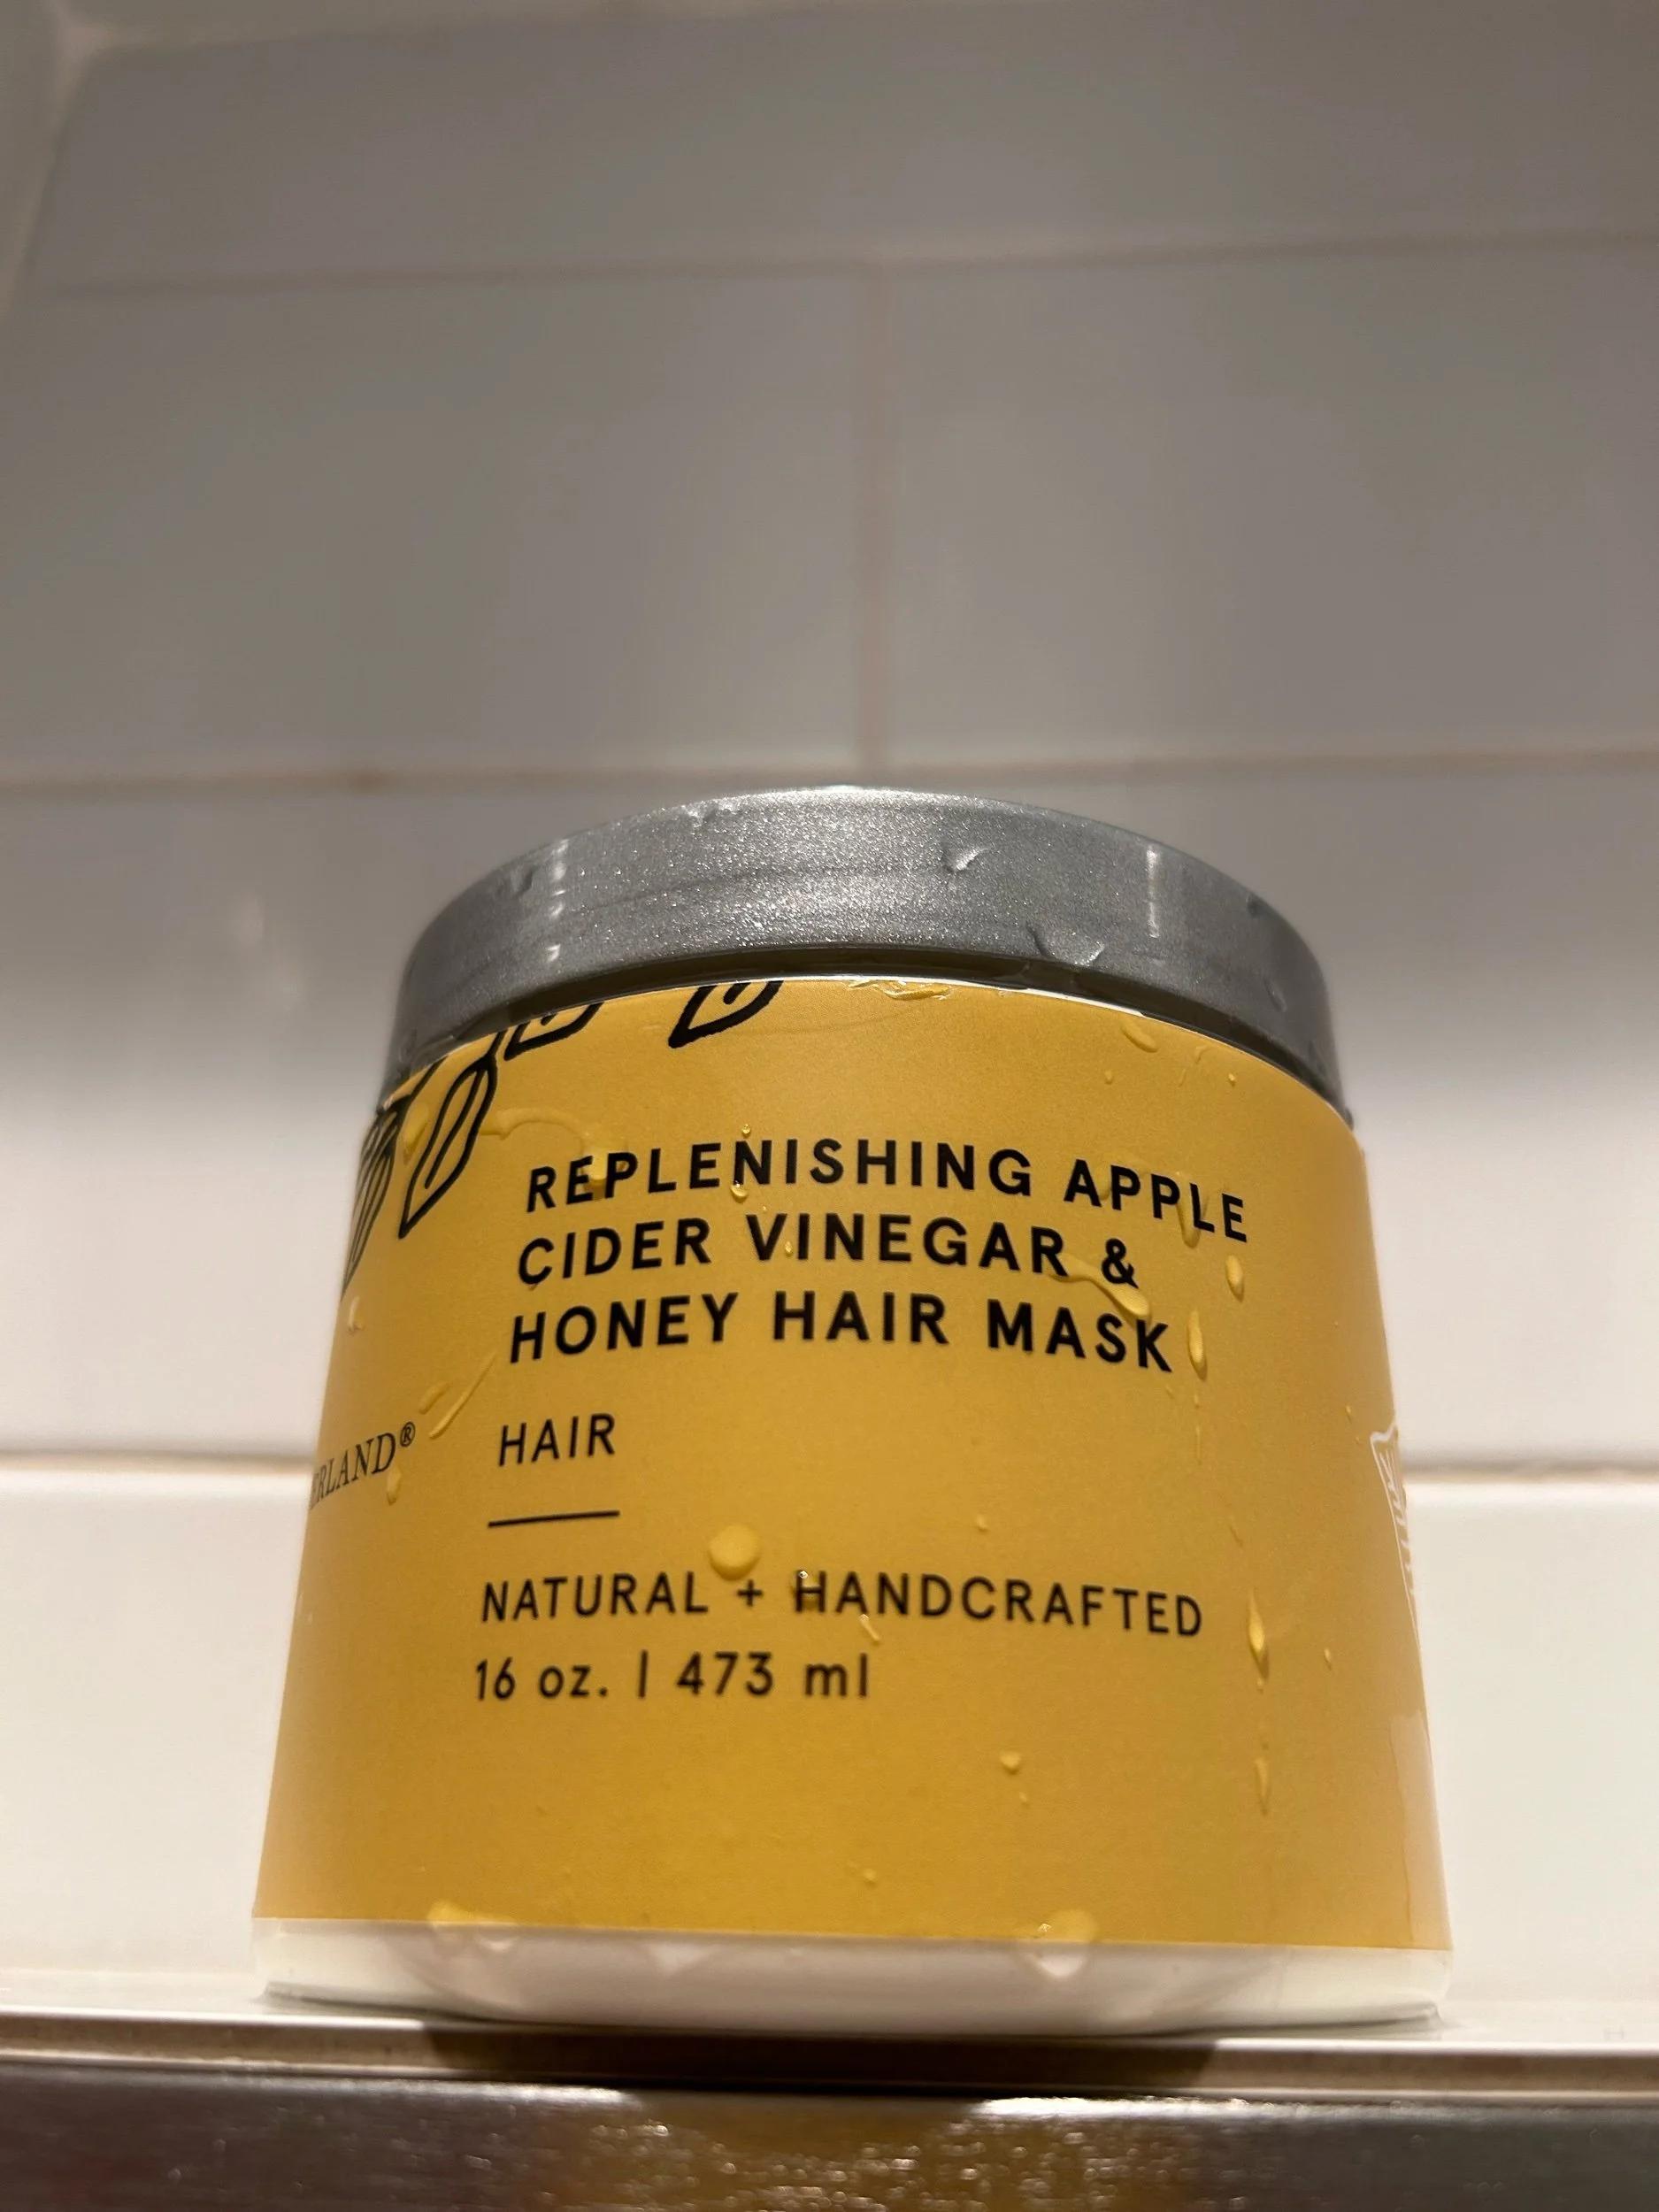 REPLENISHING APPLE
CIDER VINEGAR &
HONEY HAIR MASK
HAIR
NATURAL + HANDCRAFTED
16 oz. | 473 ml